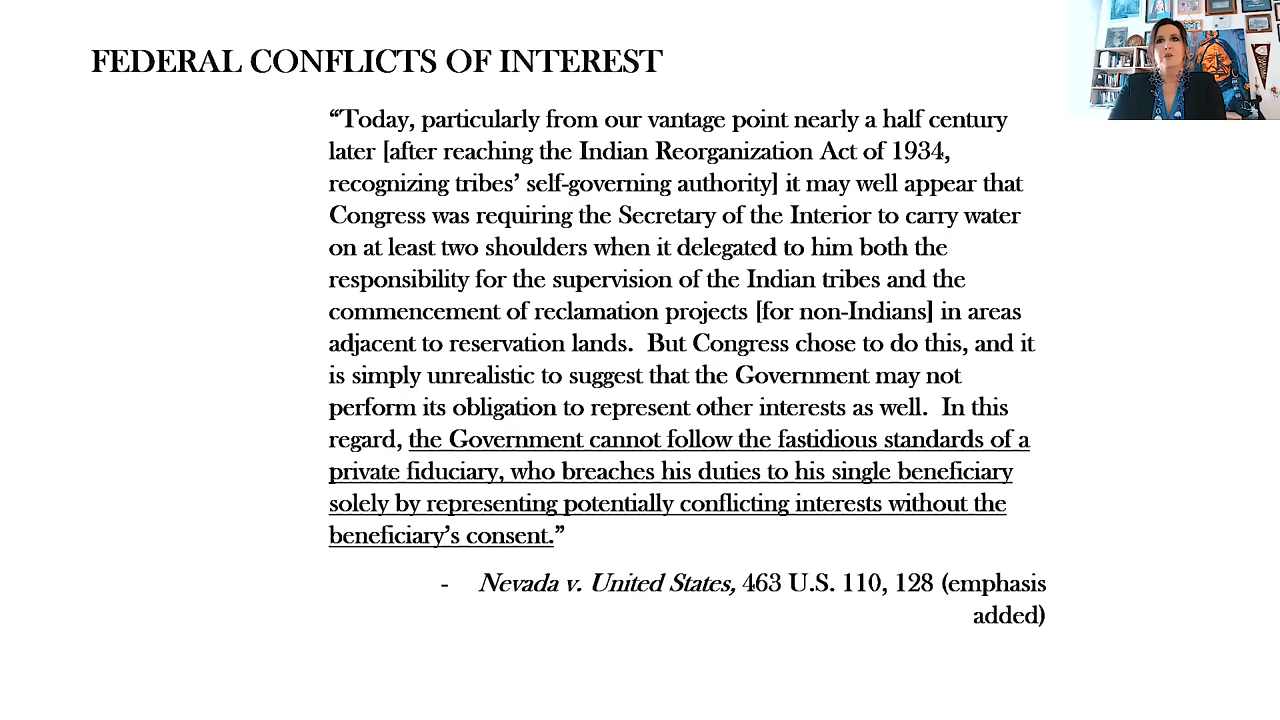 FEDERAL CONFLICTS OF INTEREST
“Today, particularly from our vantage point nearly a half century
later [after reaching the Indian Reorganization Act of 1934,
recognizing tribes’ self-governing authority] it may well appear that
Congress was requiring the Secretary of the Interior to carry water
on at least two shoulders when it delegated to him both the
responsibility for the supervision of the Indian tribes and the
commencement of reclamation projects [for non-Indians] in areas
adjacent to reservation lands.  But Congress chose to do this, and it
is simply unrealistic to suggest that the Government may not
perform its obligation to represent other interests as well.  In this
regard, the Government cannot follow the fastidious standards of a
private fiduciary, who breaches his duties to his single beneficiary
solely by representing potentially conflicting interests without the
beneficiary’s consent.”
- Nevada v. United States, 463 U.S. 110, 128 (emphasis
added)